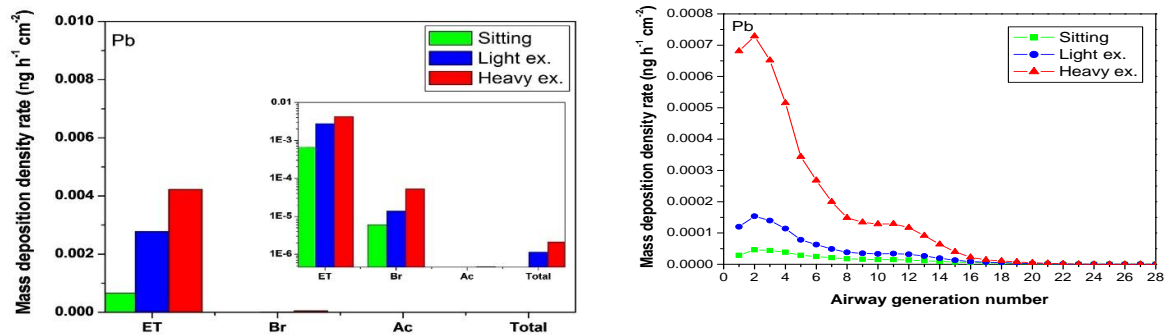 Mass deposition density rate (ng h-1 cm-2)
0.010
0.008
0.006
0.004
0.002
0.000
Pb
Sitting
Light ex.
Heavy ex.
0.01
1E-3
1E-4
1E-5
1E-6
ET Br Ac Total
ET Br Ac Total
Mass deposition density rate (ng h-1 cm-2)
0.0008
0.0007
0.0006
0.0005
0.0004
0.0003
0.0002
0.0001
0.0000
Pb
Sitting
Light ex.
Heavy ex.
0 2 4 6 8 10 12 14 16 18 20 22 24 26 28
Airway generation number